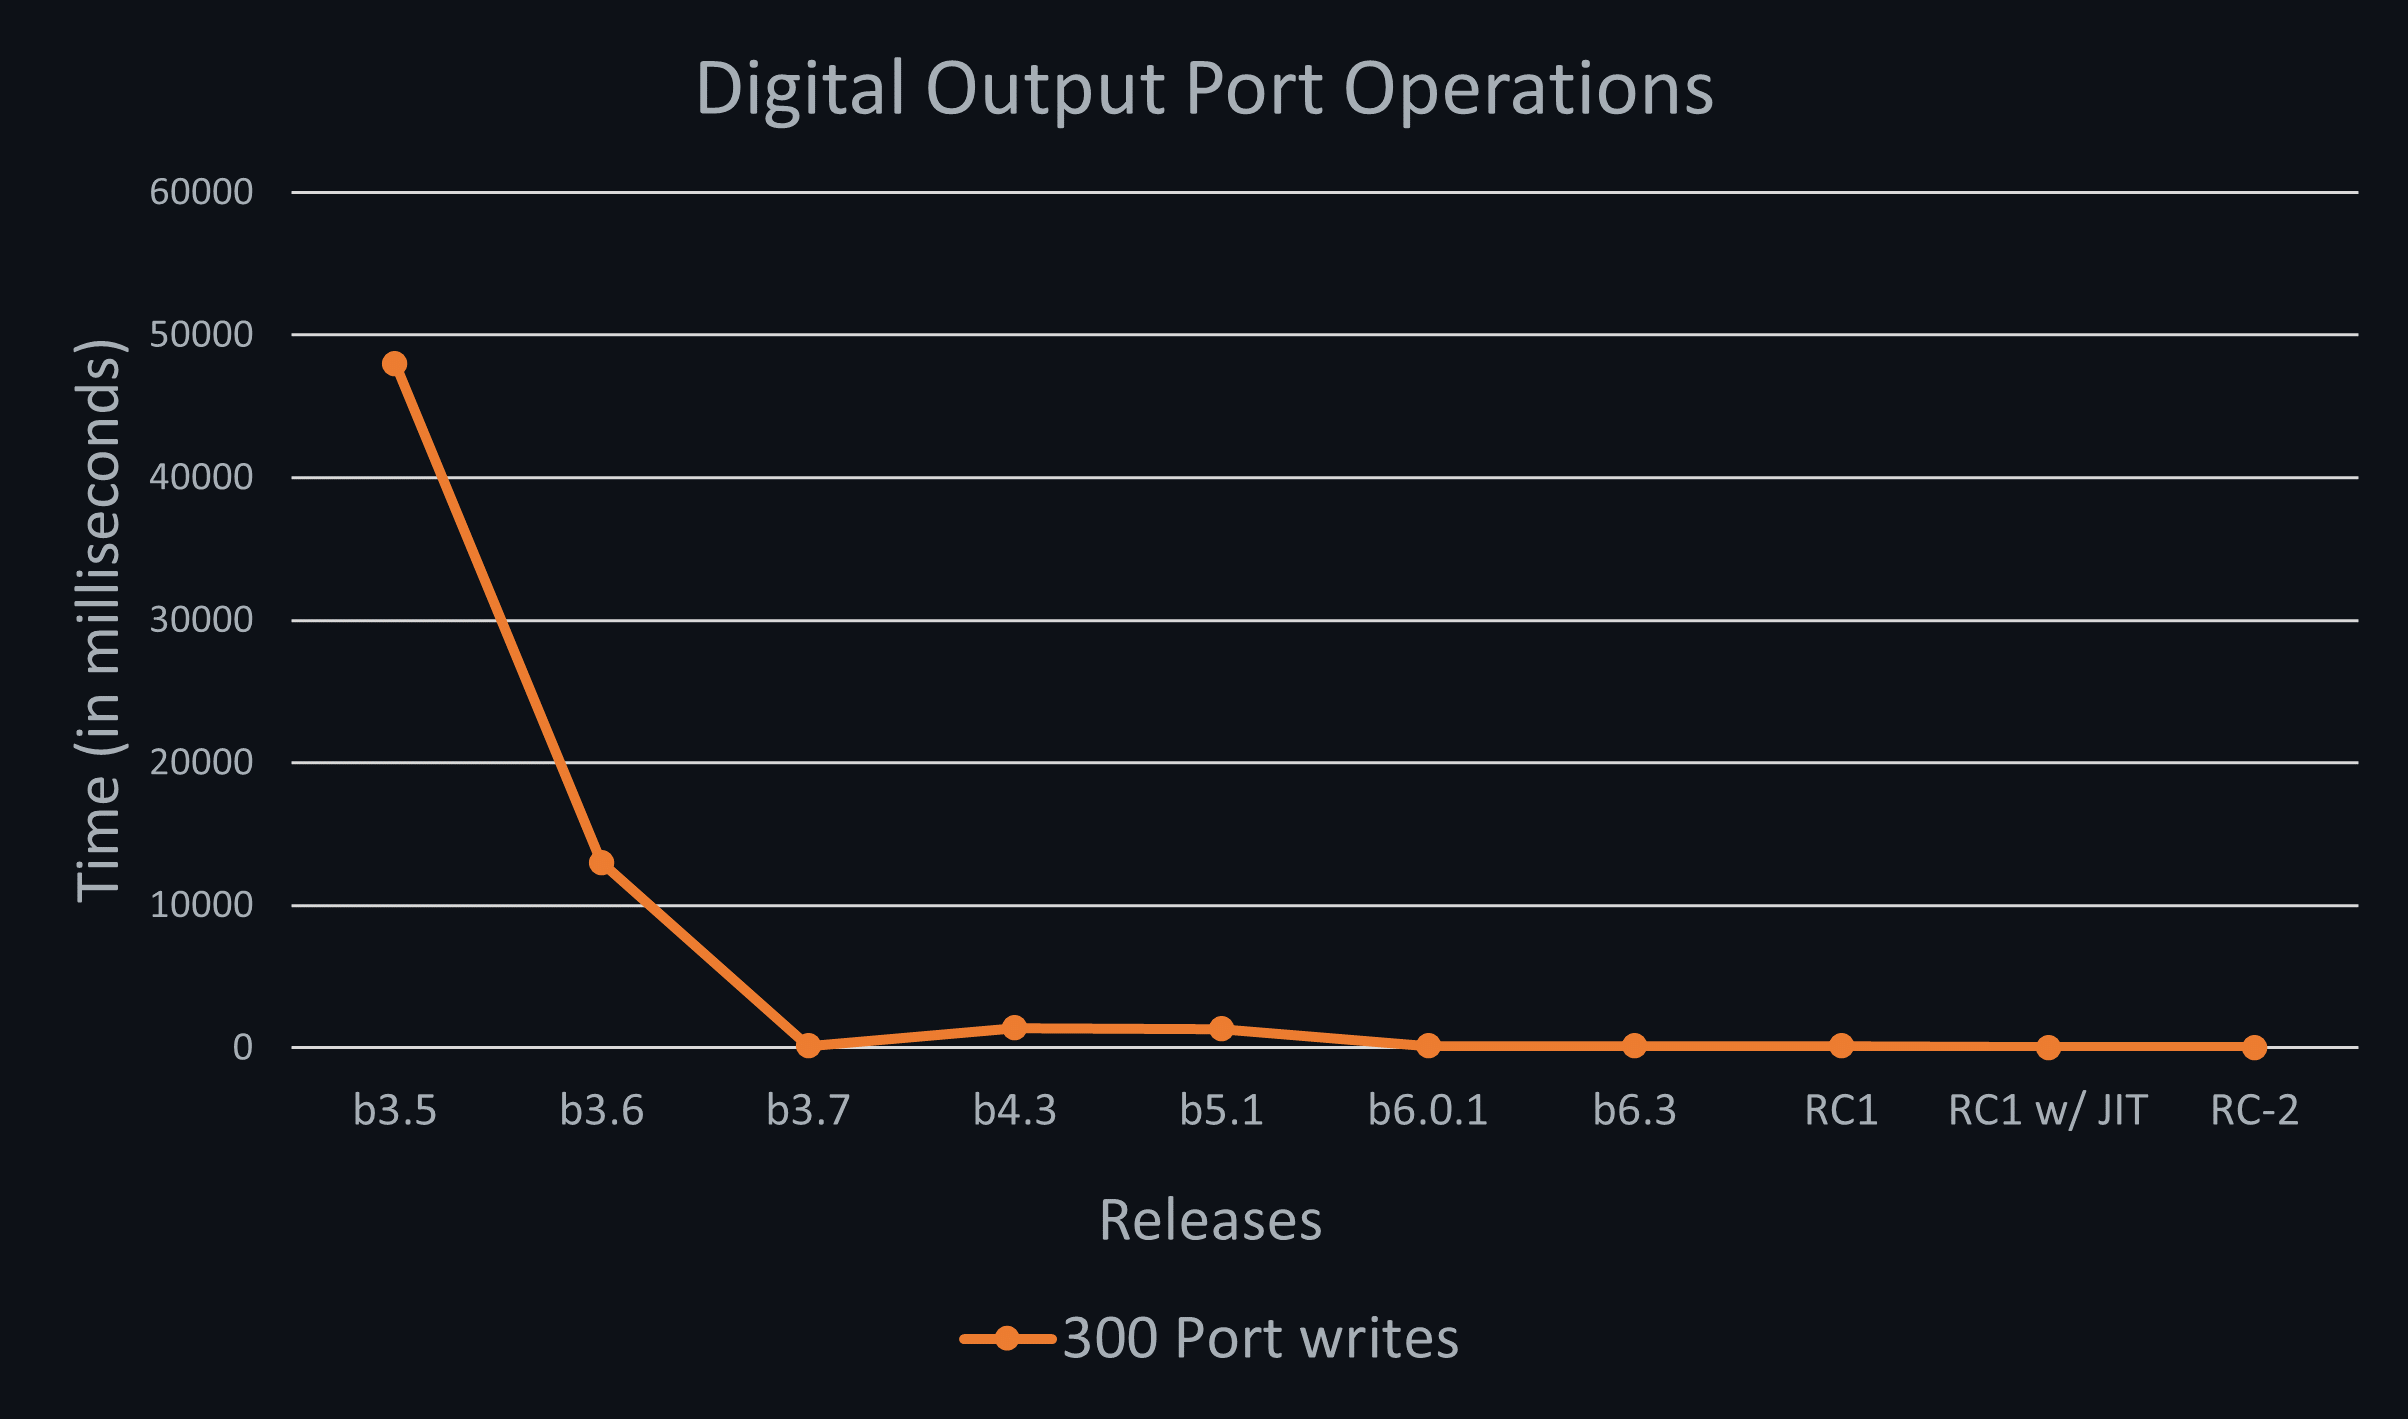 Digital Output Port Operations
Time (in milliseconds)
60000
50000
40000
30000
20000
10000
0
b3.5 b3.6 b3.7 b4.3 b5.1 b6.0.1 b6.3 RC1 RC1 w/ JIT RC-2
Releases
300 Port writes